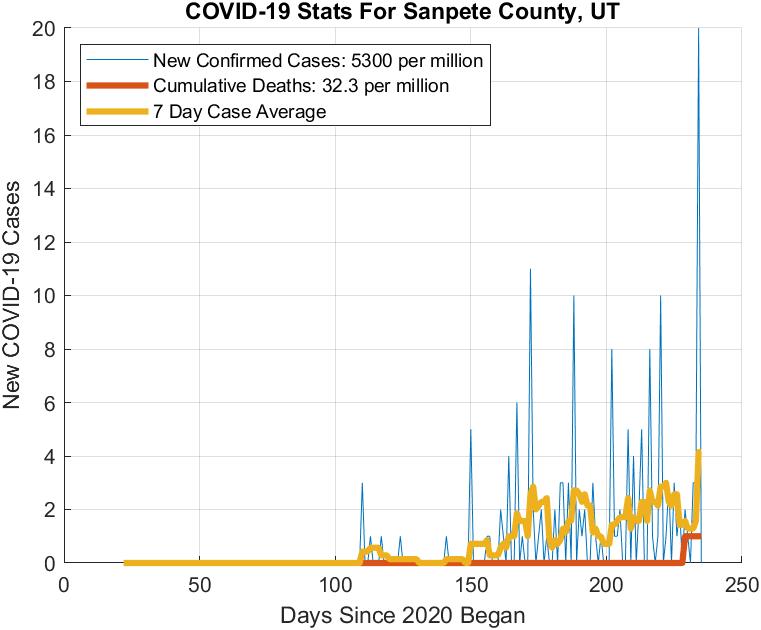 COVID-19 Stats For Sanpete County, UT
New Confirmed Cases: 5300 per million
Cumulative Deaths: 32.3 per million
7 Day Case Average
New COVID-19 Cases
20
18
16
14
12
10
8
6
4
2
0
0 50 100 150 200 250
Days Since 2020 Began